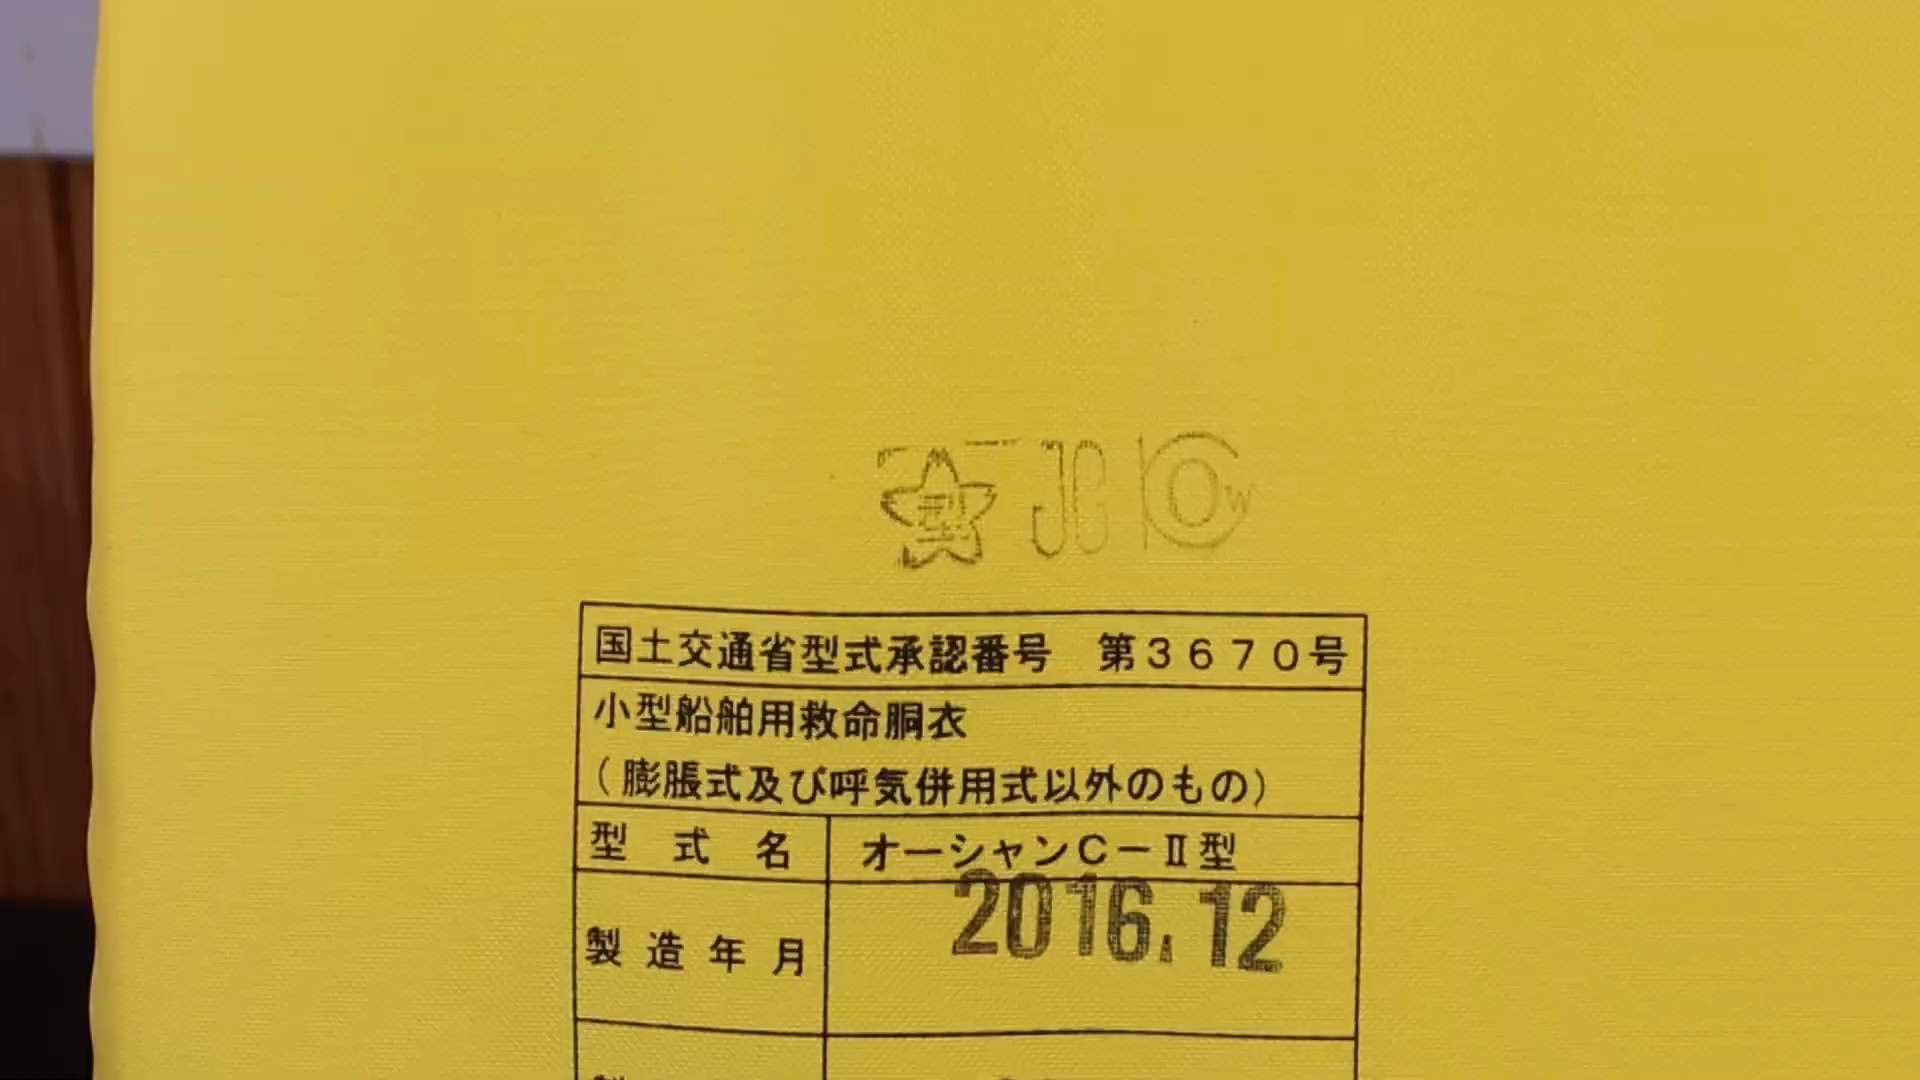 型 JC
国土交通省型式承認番号 第3670号
小型船舶用救命胴衣
(膨脹式及び呼気併用式以外のもの)
型式名 オーシャンC-Ⅱ型
製造年月 2016.12